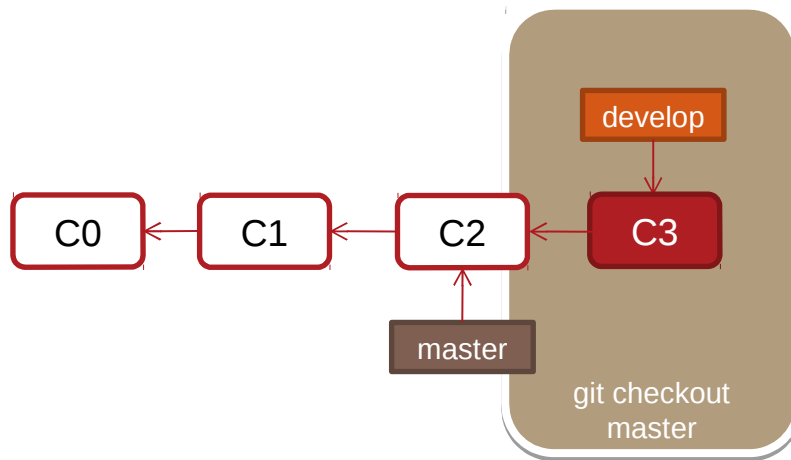 develop
C0
C1
C2
C3
master
git checkout
master